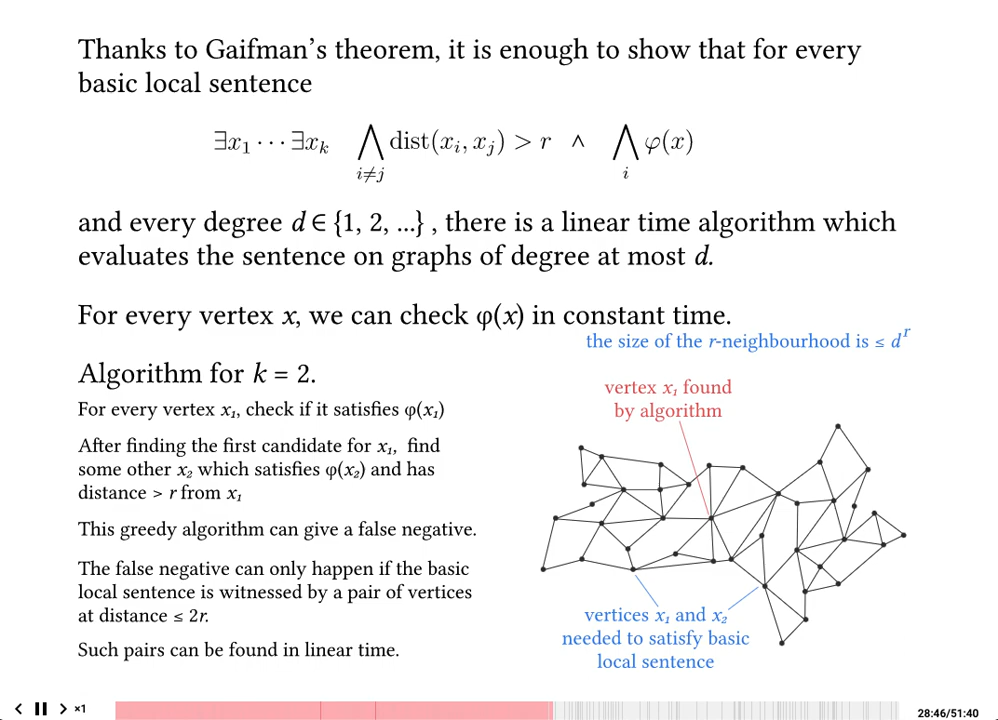 Thanks to Gaifman’s theorem, it is enough to show that for every
basic local sentence
∃x₁ ⋯ ∃xₖ ⋀ dist(xᵢ, xⱼ) > r ∧ ⋀ φ(x)
i≠j i
and every degree d ∈ {1, 2, ...} , there is a linear time algorithm which
evaluates the sentence on graphs of degree at most d.
For every vertex x, we can check φ(x) in constant time.
the size of the r-neighbourhood is ≤ dʳ
Algorithm for k = 2.
For every vertex x₁, check if it satisfies φ(x₁)
After finding the first candidate for x₁, find
some other x₂ which satisfies φ(x₂) and has
distance > r from x₁
This greedy algorithm can give a false negative.
The false negative can only happen if the basic
local sentence is witnessed by a pair of vertices
at distance ≤ 2r.
Such pairs can be found in linear time.
vertex x₁ found
by algorithm
vertices x₁ and x₂
needed to satisfy basic
local sentence
×1
28:46/51:40